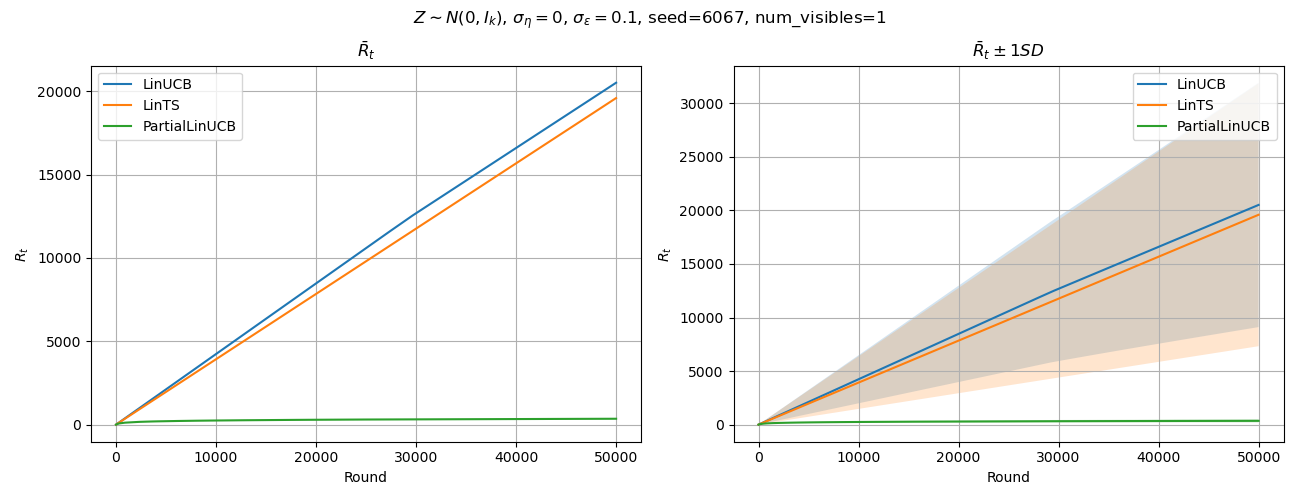 Z ∼ N(0, I_k), σ_η = 0, σ_ε = 0.1, seed=6067, num_visibles=1
R̄_t
LinUCB
LinTS
PartialLinUCB
R_t
20000
15000
10000
5000
0
0 10000 20000 30000 40000 50000
Round
R̄_t ± 1SD
LinUCB
LinTS
PartialLinUCB
R_t
30000
25000
20000
15000
10000
5000
0
0 10000 20000 30000 40000 50000
Round